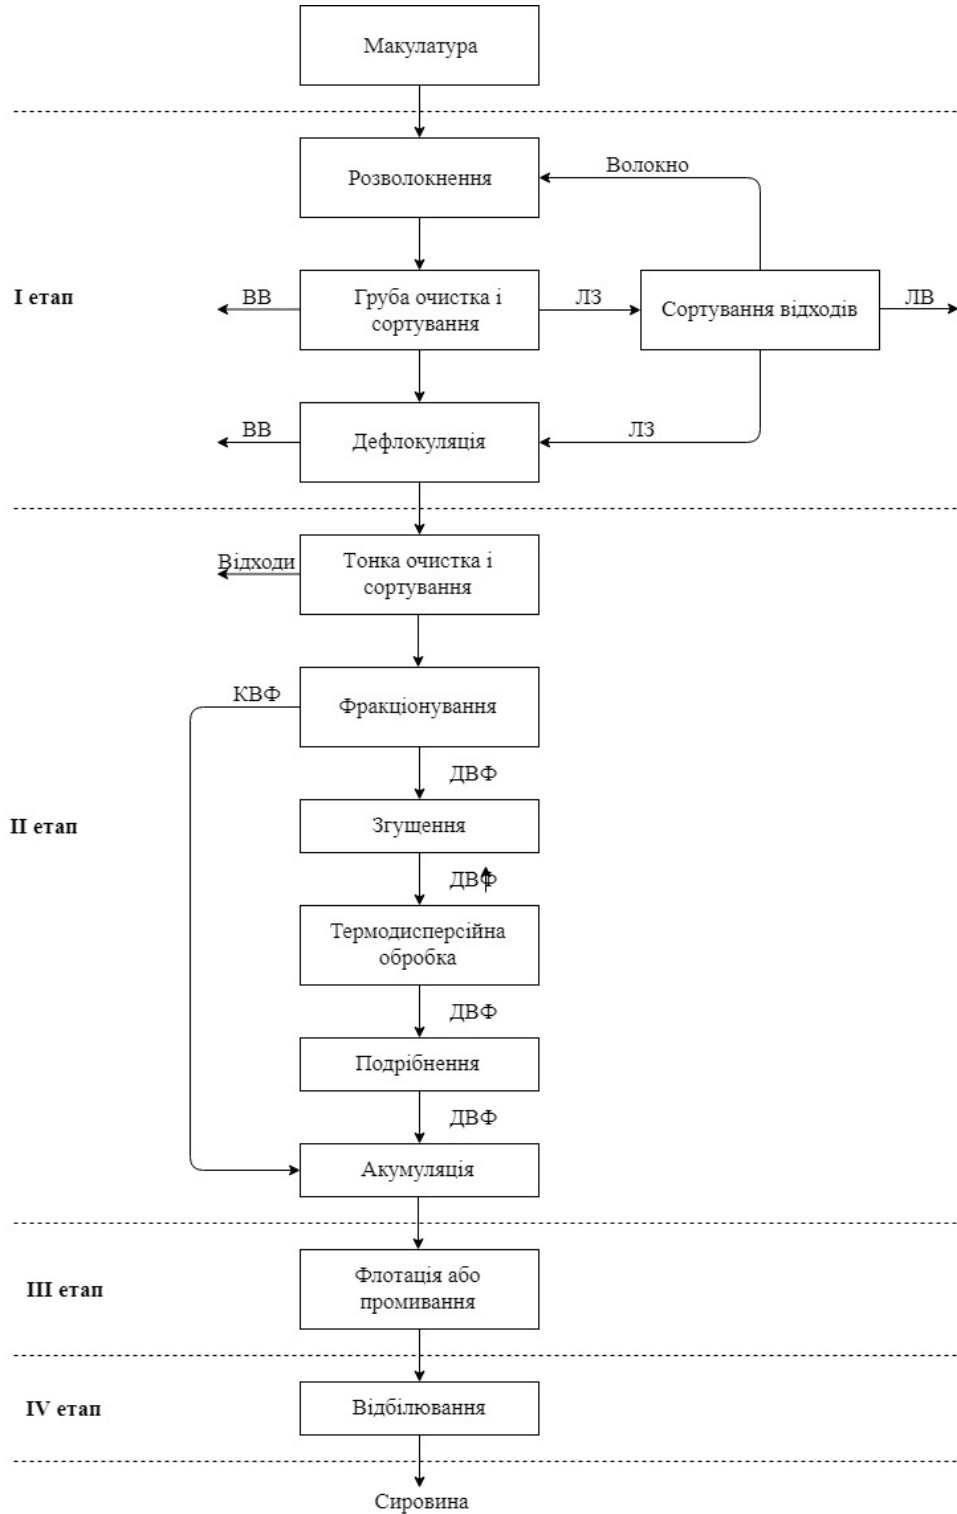 Макулатура
Розволокнення
Волокно
І етап
ВВ
Груба очистка і
сортування
ЛЗ
Сортування відходів
ЛВ
ВВ
Дефлокуляція
ЛЗ
Відходи
Тонка очистка і
сортування
КВФ
Фракціонування
ДВФ
ІІ етап
Згущення
ДВФ
Термодисперсійна
обробка
ДВФ
Подрібнення
ДВФ
Акумуляція
ІІІ етап
Флотація або
промивання
IV етап
Відбілювання
Сировина